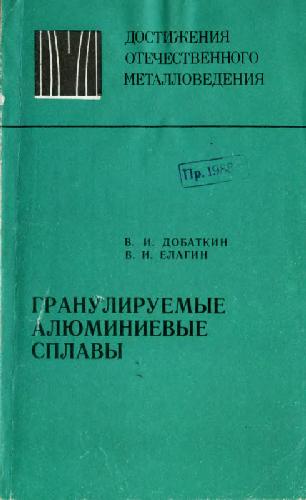 ДОСТИЖЕНИЯ
ОТЕЧЕСТВЕННОГО
МЕТАЛЛОВЕДЕНИЯ
Пр. 1988
В. И. ДОБАТКИН
В. И. ЕЛАГИН
ГРАНУЛИРУЕМЫЕ
АЛЮМИНИЕВЫЕ
СПЛАВЫ